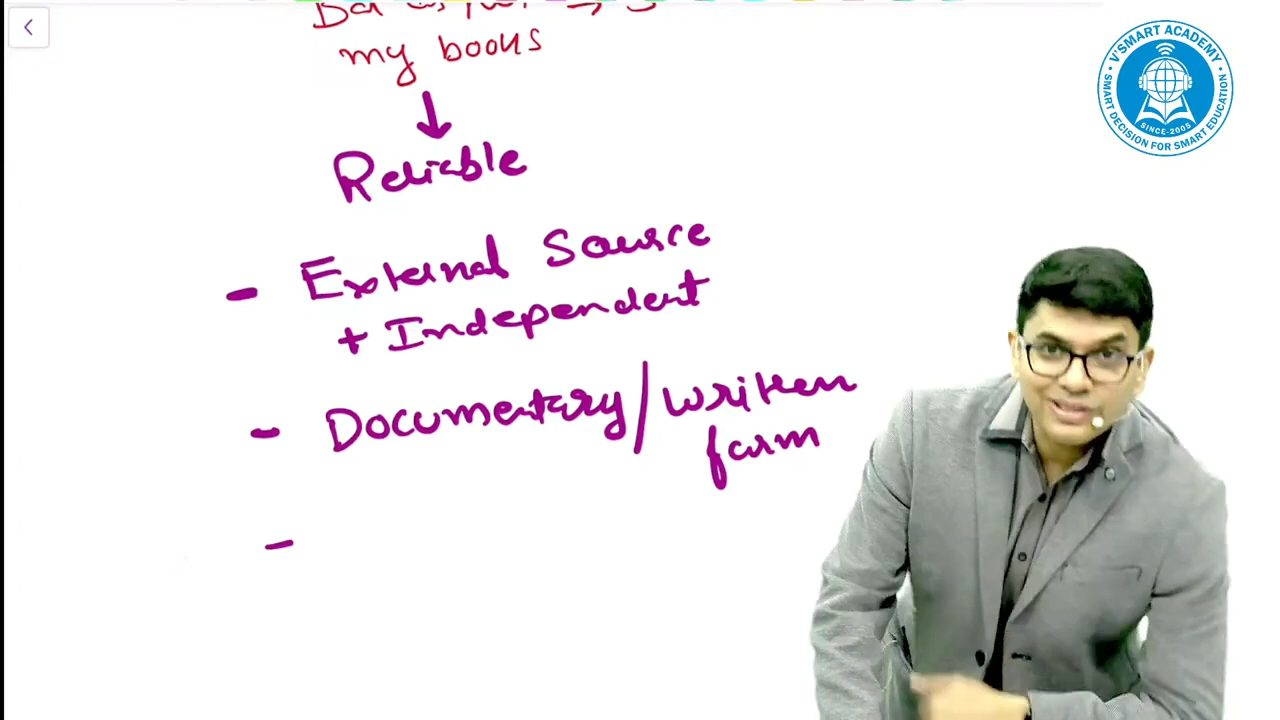 my books
Reliable
- External Source
+ Independent
- Documentary/written
form
-
V'SMART ACADEMY
SINCE-2005
SMART DECISION FOR SMART EDUCATION